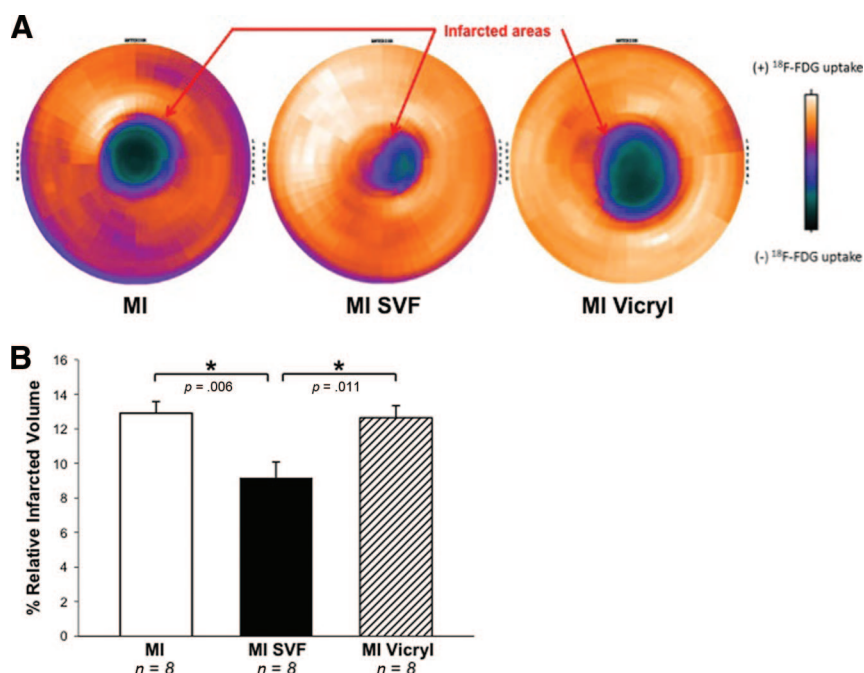 A
Infarcted areas
(+) ¹⁸F-FDG uptake
(-) ¹⁸F-FDG uptake
MI
MI SVF
MI Vicryl
B
% Relative Infarcted Volume
16
14
12
10
8
6
4
2
0
*
*
p = .006
p = .011
MI
MI SVF
MI Vicryl
n = 8
n = 8
n = 8